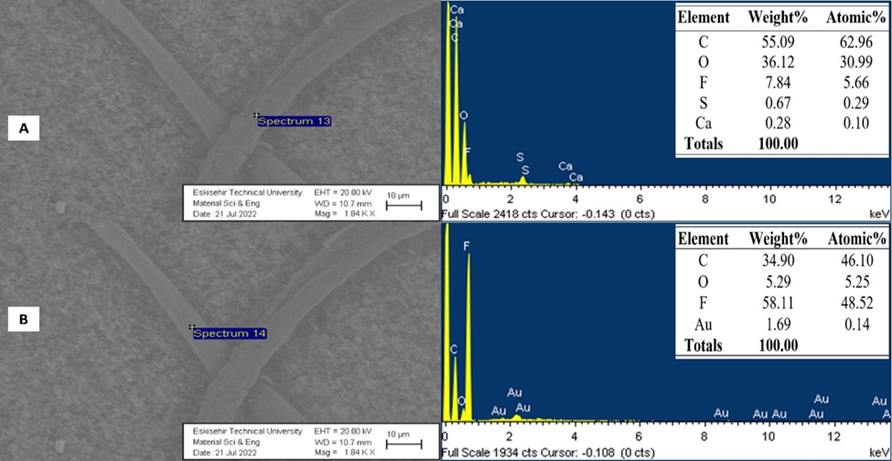 A
Spectrum 13
Eskisehir Technical University EHT = 20.00 kV 10 µm
Material Sci & Eng WD = 10.7 mm
Date :21 Jul 2022 Mag = 1.84 K X
Ca
Ca
C
O
F
S
S
Ca
Ca
0 2 4 6 8 10 12
Full Scale 2418 cts Cursor: -0.143 (0 cts) keV
Element Weight% Atomic%
C 55.09 62.96
O 36.12 30.99
F 7.84 5.66
S 0.67 0.29
Ca 0.28 0.10
Totals 100.00
B
Spectrum 14
Eskisehir Technical University EHT = 20.00 kV 10 µm
Material Sci & Eng WD = 10.7 mm
Date :21 Jul 2022 Mag = 1.84 K X
F
C
O
Au
Au
Au
Au
Au
Au
Au
Au
Au
A
0 2 4 6 8 10 12
Full Scale 1934 cts Cursor: -0.108 (0 cts) keV
Element Weight% Atomic%
C 34.90 46.10
O 5.29 5.25
F 58.11 48.52
Au 1.69 0.14
Totals 100.00